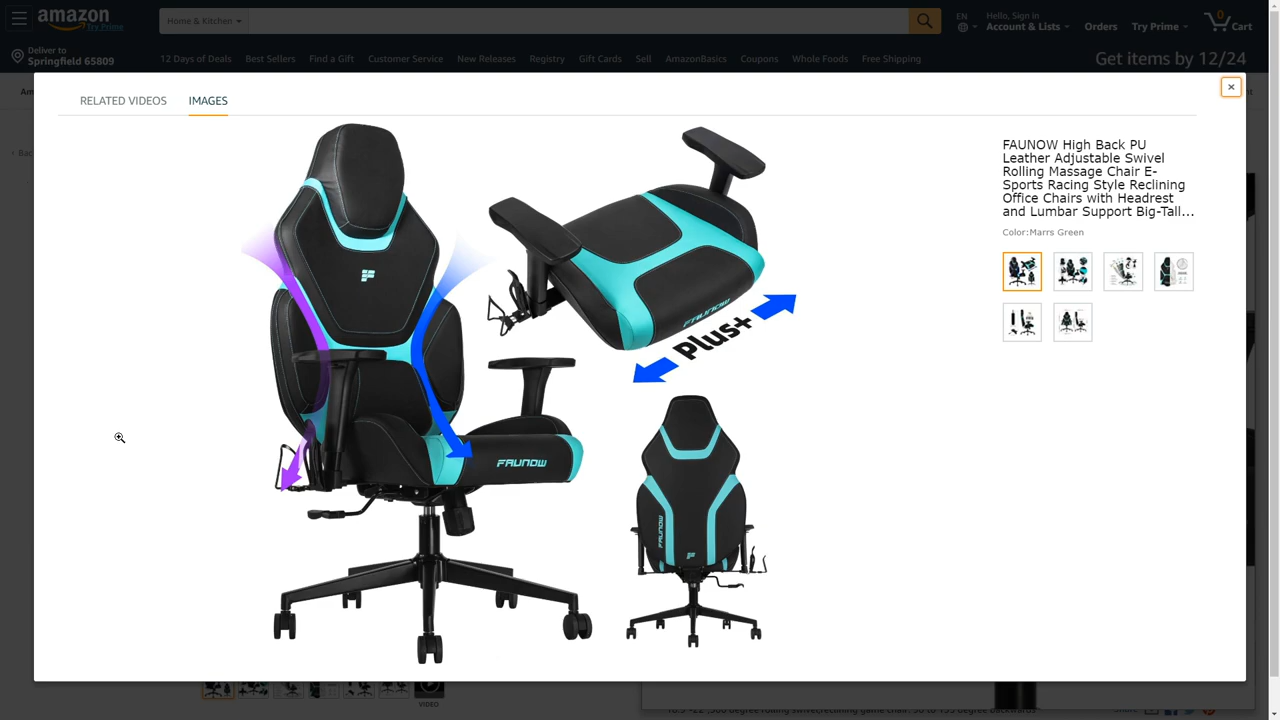 amazon
Try Prime
Home & Kitchen
EN
Hello, Sign in
Account & Lists
Orders
Try Prime
0
Cart
Deliver to
Springfield 65809
12 Days of Deals
Best Sellers
Find a Gift
Customer Service
New Releases
Registry
Gift Cards
Sell
AmazonBasics
Coupons
Whole Foods
Free Shipping
Get items by 12/24
RELATED VIDEOS
IMAGES
FAUNOW High Back PU
Leather Adjustable Swivel
Rolling Massage Chair E-
Sports Racing Style Reclining
Office Chairs with Headrest
and Lumbar Support Big-Tall...
Color:Marrs Green
FAUNOW
Plus+
FAUNOW
FAUNOW
VIDEO